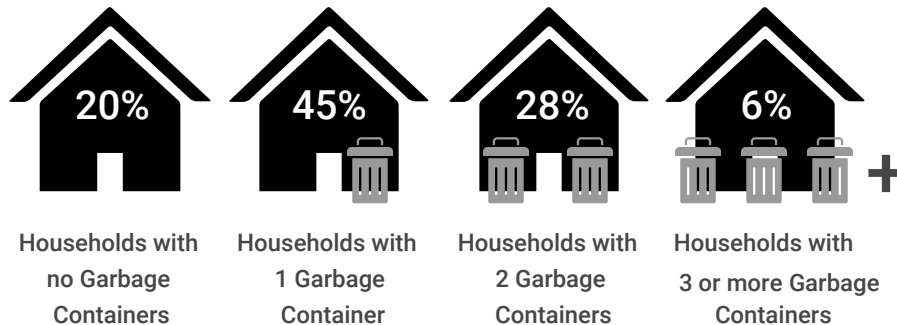 20%
45%
28%
6%
+
Households with
no Garbage
Containers
Households with
1 Garbage
Container
Households with
2 Garbage
Containers
Households with
3 or more Garbage
Containers